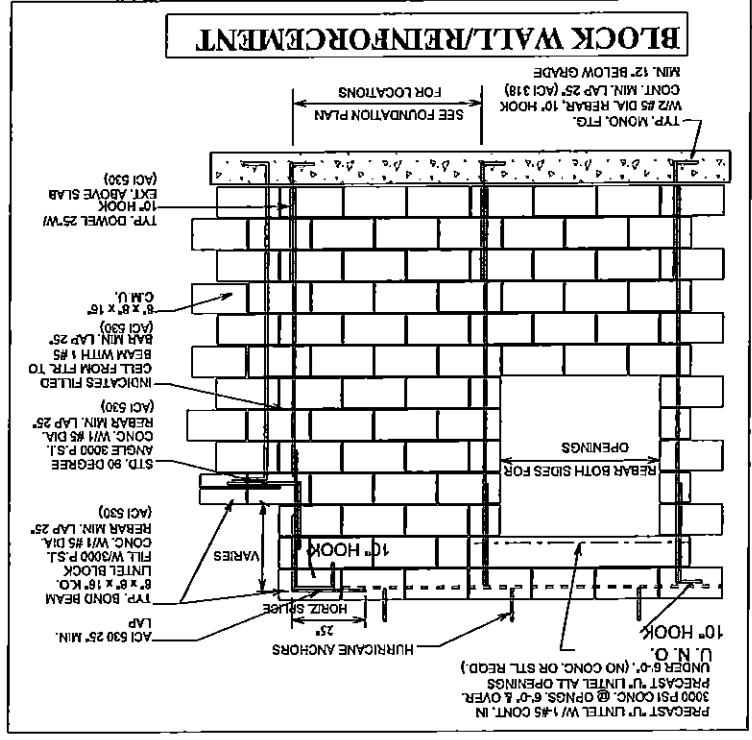 PRECAST "U" LINTEL W/ 1-#5 CONT. IN
3000 PSI CONC. @ OPNGS. 6'-0" & OVER.
PRECAST "U" LINTEL ALL OPENINGS
UNDER 6'-0". (NO CONC. OR STL. REQD.)
U. N. O.
10" HOOK
HURRICANE ANCHORS
25"
HORIZ. SPLICE
10" HOOK
VARIES
ACI 530 25" MIN.
LAP
TYP. BOND BEAM
8" x 8" x 16" K.O.
LINTEL BLOCK
FILL W/3000 P.S.I.
CONC. W/1 #5 DIA.
REBAR MIN. LAP 25"
(ACI 530)
STD. 90 DEGREE
ANGLE 3000 P.S.I.
CONC. W/1 #5 DIA.
REBAR MIN. LAP 25"
(ACI 530)
INDICATES FILLED
CELL FROM FTR. TO
BEAM WITH 1 #5
BAR MIN. LAP 25"
(ACI 530)
8" x 8" x 16"
C.M.U.
TYP. DOWEL 25"W/
10" HOOK
EXT. ABOVE SLAB
(ACI 530)
REBAR BOTH SIDES FOR
OPENINGS
SEE FOUNDATION PLAN
FOR LOCATIONS
TYP. MONO. FTG.
W/2 #5 DIA. REBAR, 10" HOOK
CONT. MIN. LAP 25" (ACI 318)
MIN. 12" BELOW GRADE
BLOCK WALL/REINFORCEMENT